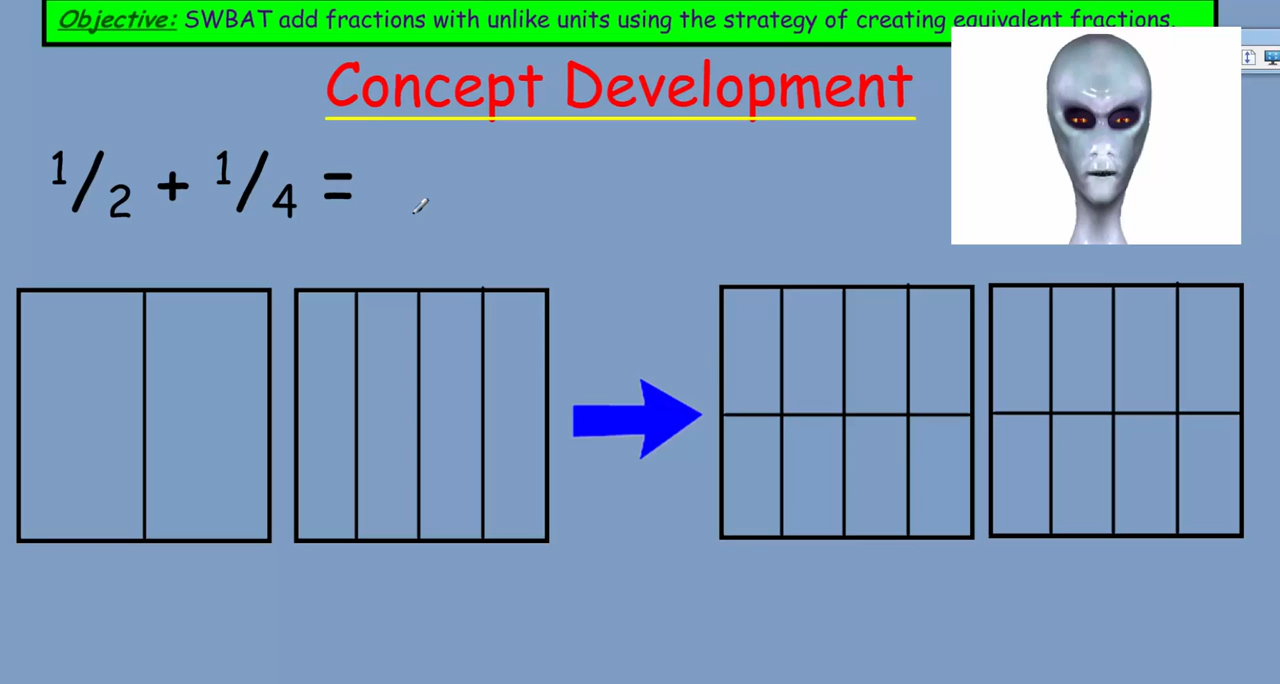 Objective: SWBAT add fractions with unlike units using the strategy of creating equivalent fractions.
Concept Development
1/2 + 1/4 =